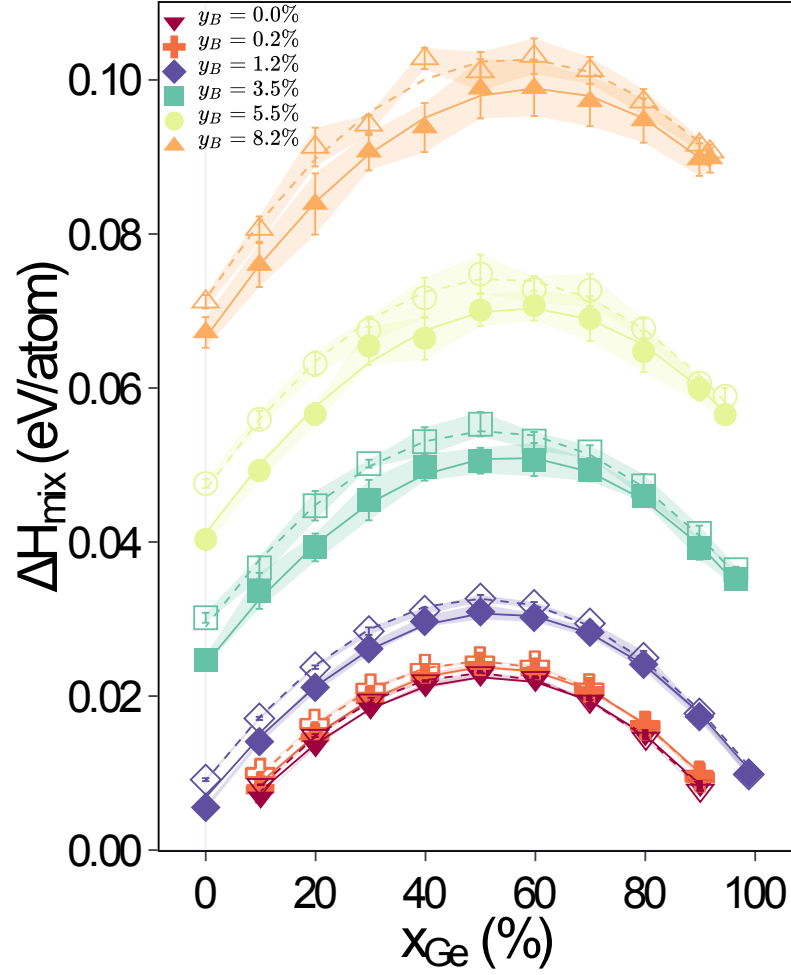 y_B = 0.0%
y_B = 0.2%
y_B = 1.2%
y_B = 3.5%
y_B = 5.5%
y_B = 8.2%
0.10
0.08
0.06
0.04
0.02
0.00
ΔH_mix (eV/atom)
0 20 40 60 80 100
x_Ge (%)